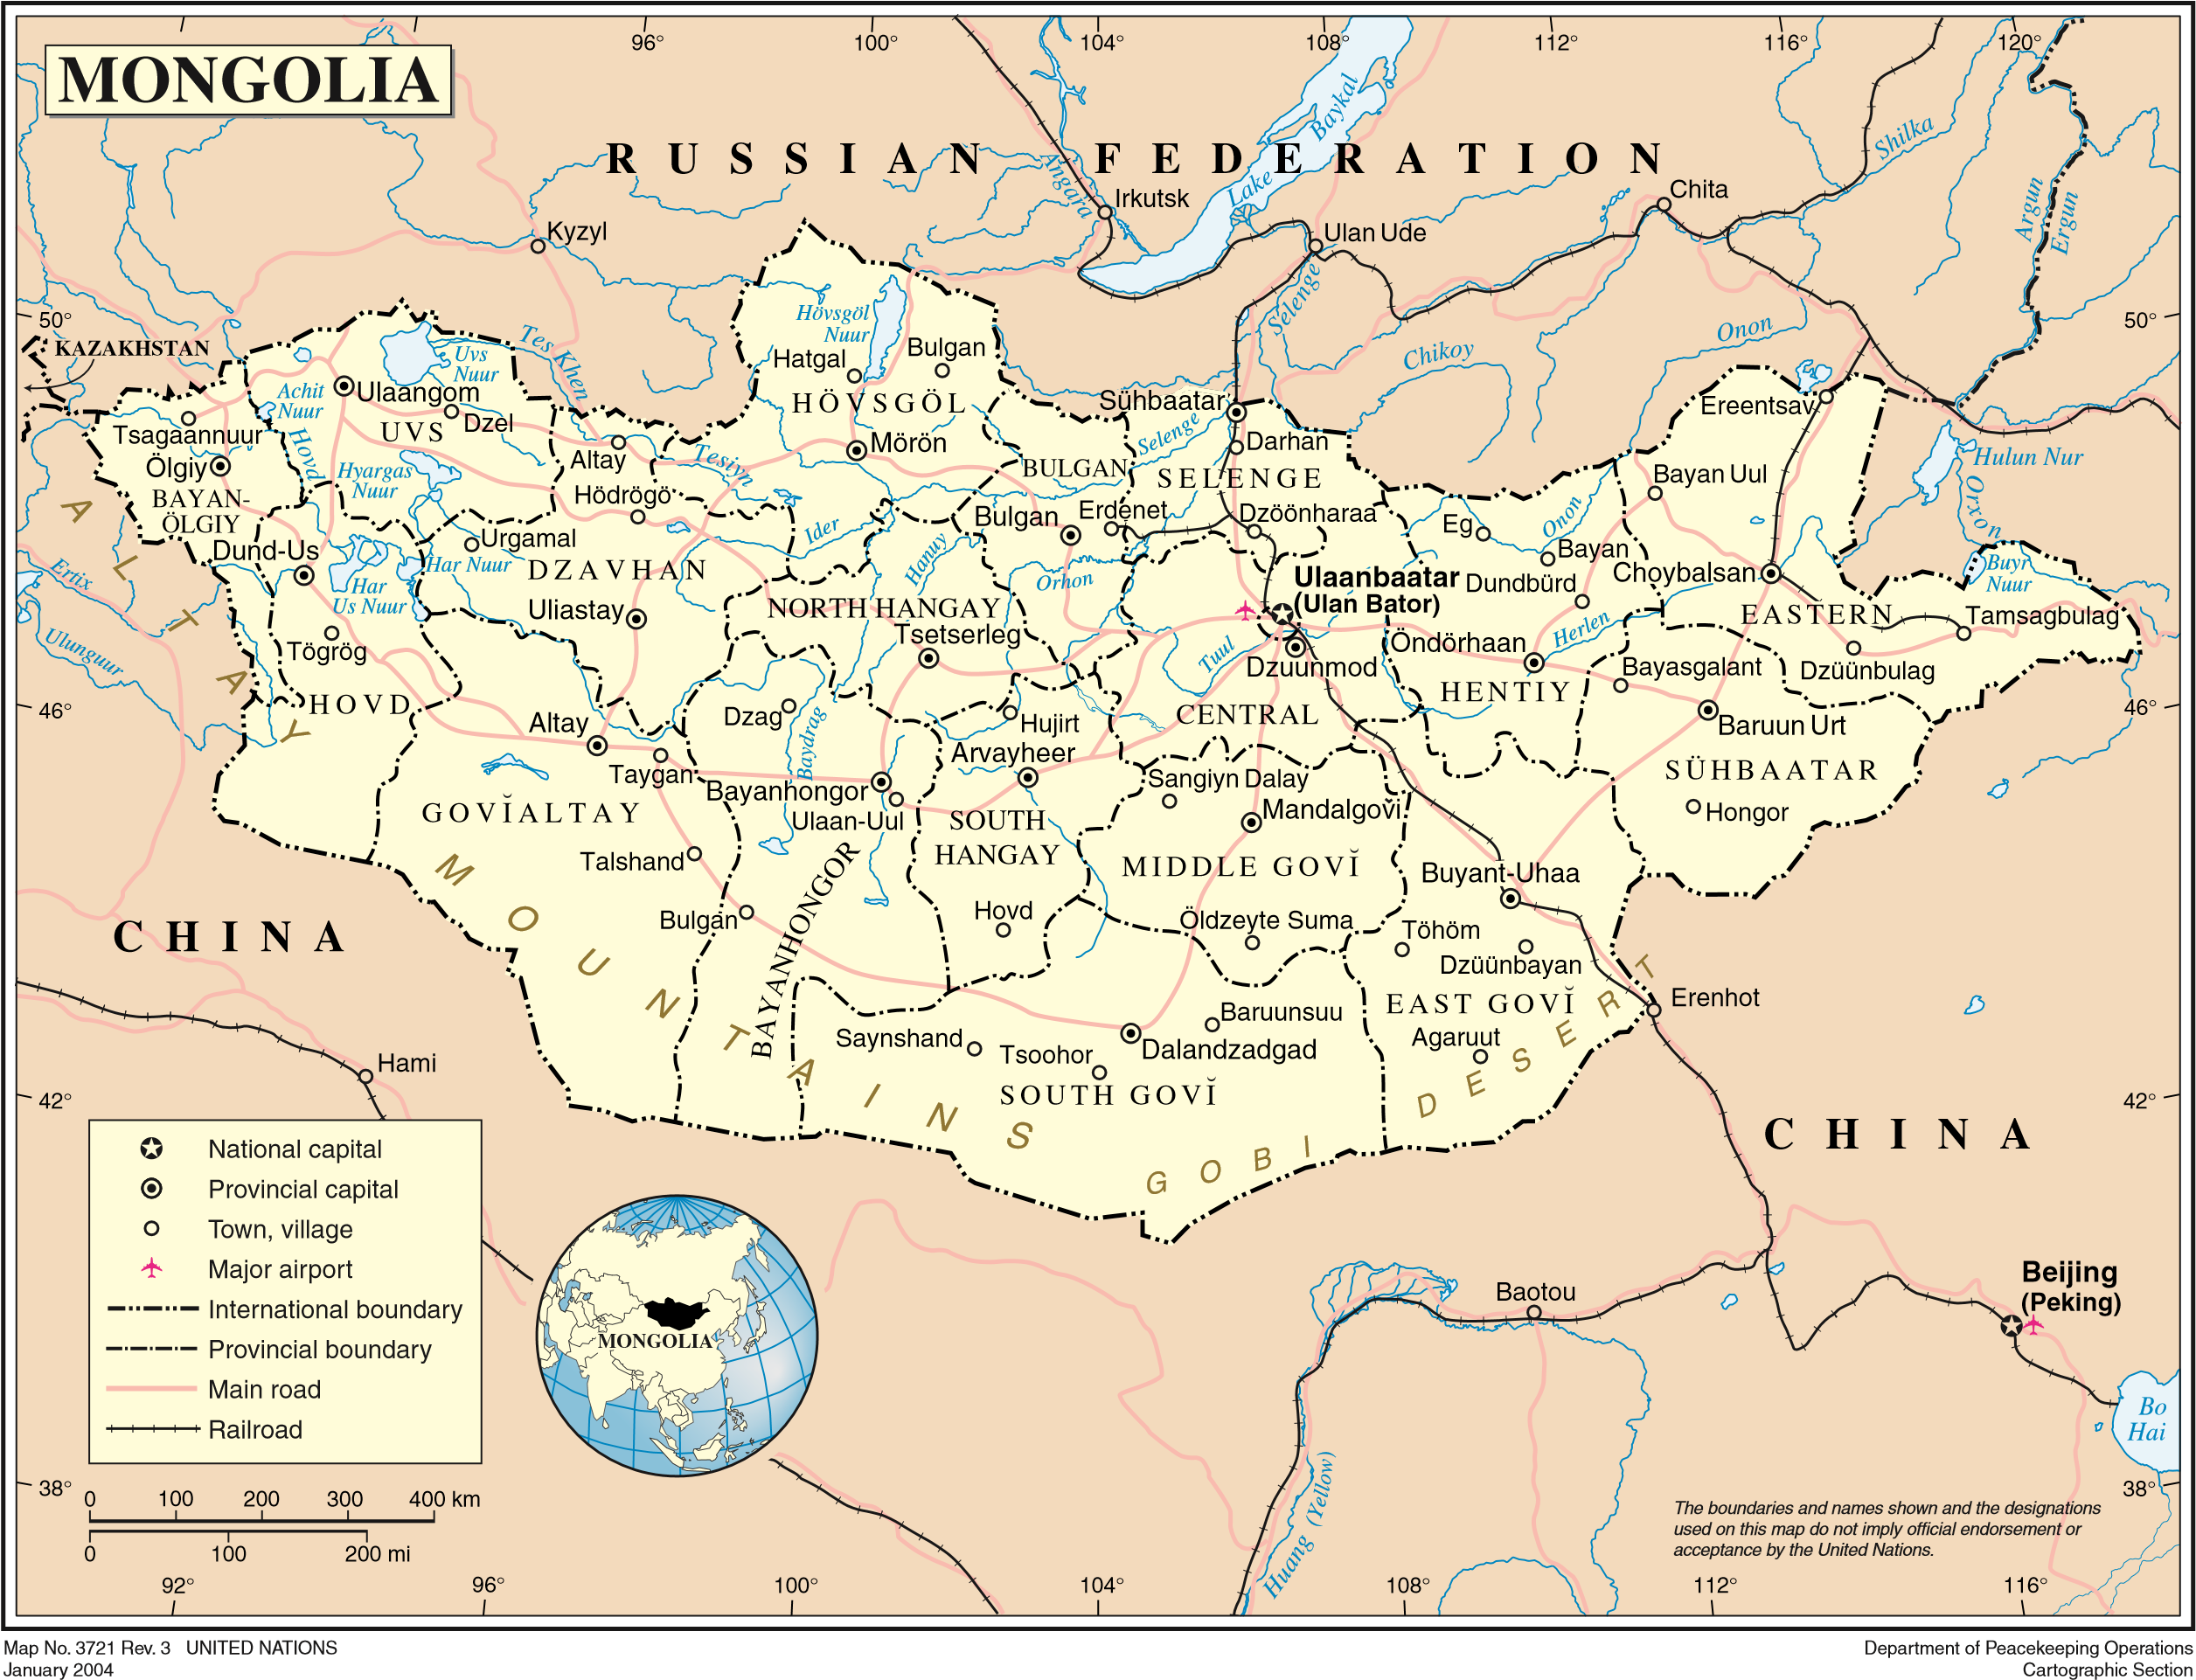 96°
100°
104°
108°
112°
116°
120°
MONGOLIA
RUSSIAN FEDERATION
Angara
Irkutsk
Lake Baykal
Shilka
Chita
Argun
Ergun
Kyzyl
Ulan Ude
Selenge
50°
50°
KAZAKHSTAN
Hövsgöl
Nuur
Hatgal
Bulgan
HÖVSGÖL
Mörön
Tes Khem
Uvs
Nuur
Achit
Nuur
Ulaangom
Dzel
UVS
Hovd
Tsagaannuur
Ölgiy
BAYAN-
ÖLGIY
Hyargas
Nuur
Altay
Hödrögö
Tesiyn
Chikoy
Onon
Sühbaatar
Darhan
Selenge
SELENGE
BULGAN
Bulgan
Erdenet
Dzöönharaa
Ereentsav
Bayan Uul
Hulun Nur
Orxon
Eg
Onon
Bayan
Dundbürd
Choybalsan
Buyr
Nuur
EASTERN
Tamsagbulag
Dzüünbulag
Dund-Us
Har
Us Nuur
Har Nuur
Urgamal
DZAVHAN
Uliastay
Ider
Hanuy
Orhon
NORTH HANGAY
Tsetserleg
Ulaanbaatar
(Ulan Bator)
Dzuunmod
Tuul
Öndörhaan
Herlen
Bayasgalant
HENTIY
Baruun Urt
SÜHBAATAR
Hongor
Ertix
Ulungur
Tögrög
HOVD
46°
46°
Altay
Taygan
Dzag
Baydrag
Bayanhongor
Ulaan-Uul
Hujirt
Arvayheer
CENTRAL
Sangiyn Dalay
Mandalgovĭ
GOVĬALTAY
SOUTH
HANGAY
MIDDLE GOVĬ
Talshand
Bulgan
BAYANHONGOR
Hovd
Öldzeyte Suma
Buyant-Uhaa
Töhöm
Dzüünbayan
EAST GOVĬ
Agaruut
Erenhot
Saynshand
Tsoohor
Baruunsuu
Dalandzadgad
SOUTH GOVĬ
ALTAY MOUNTAINS
GOBI DESERT
CHINA
Hami
42°
42°
CHINA
National capital
Provincial capital
Town, village
Major airport
International boundary
Provincial boundary
Main road
Railroad
MONGOLIA
Baotou
Beijing
(Peking)
Bo
Hai
Huang (Yellow)
38°
38°
0 100 200 300 400 km
0 100 200 mi
The boundaries and names shown and the designations
used on this map do not imply official endorsement or
acceptance by the United Nations.
92°
96°
100°
104°
108°
112°
116°
Map No. 3721 Rev. 3 UNITED NATIONS
January 2004
Department of Peacekeeping Operations
Cartographic Section